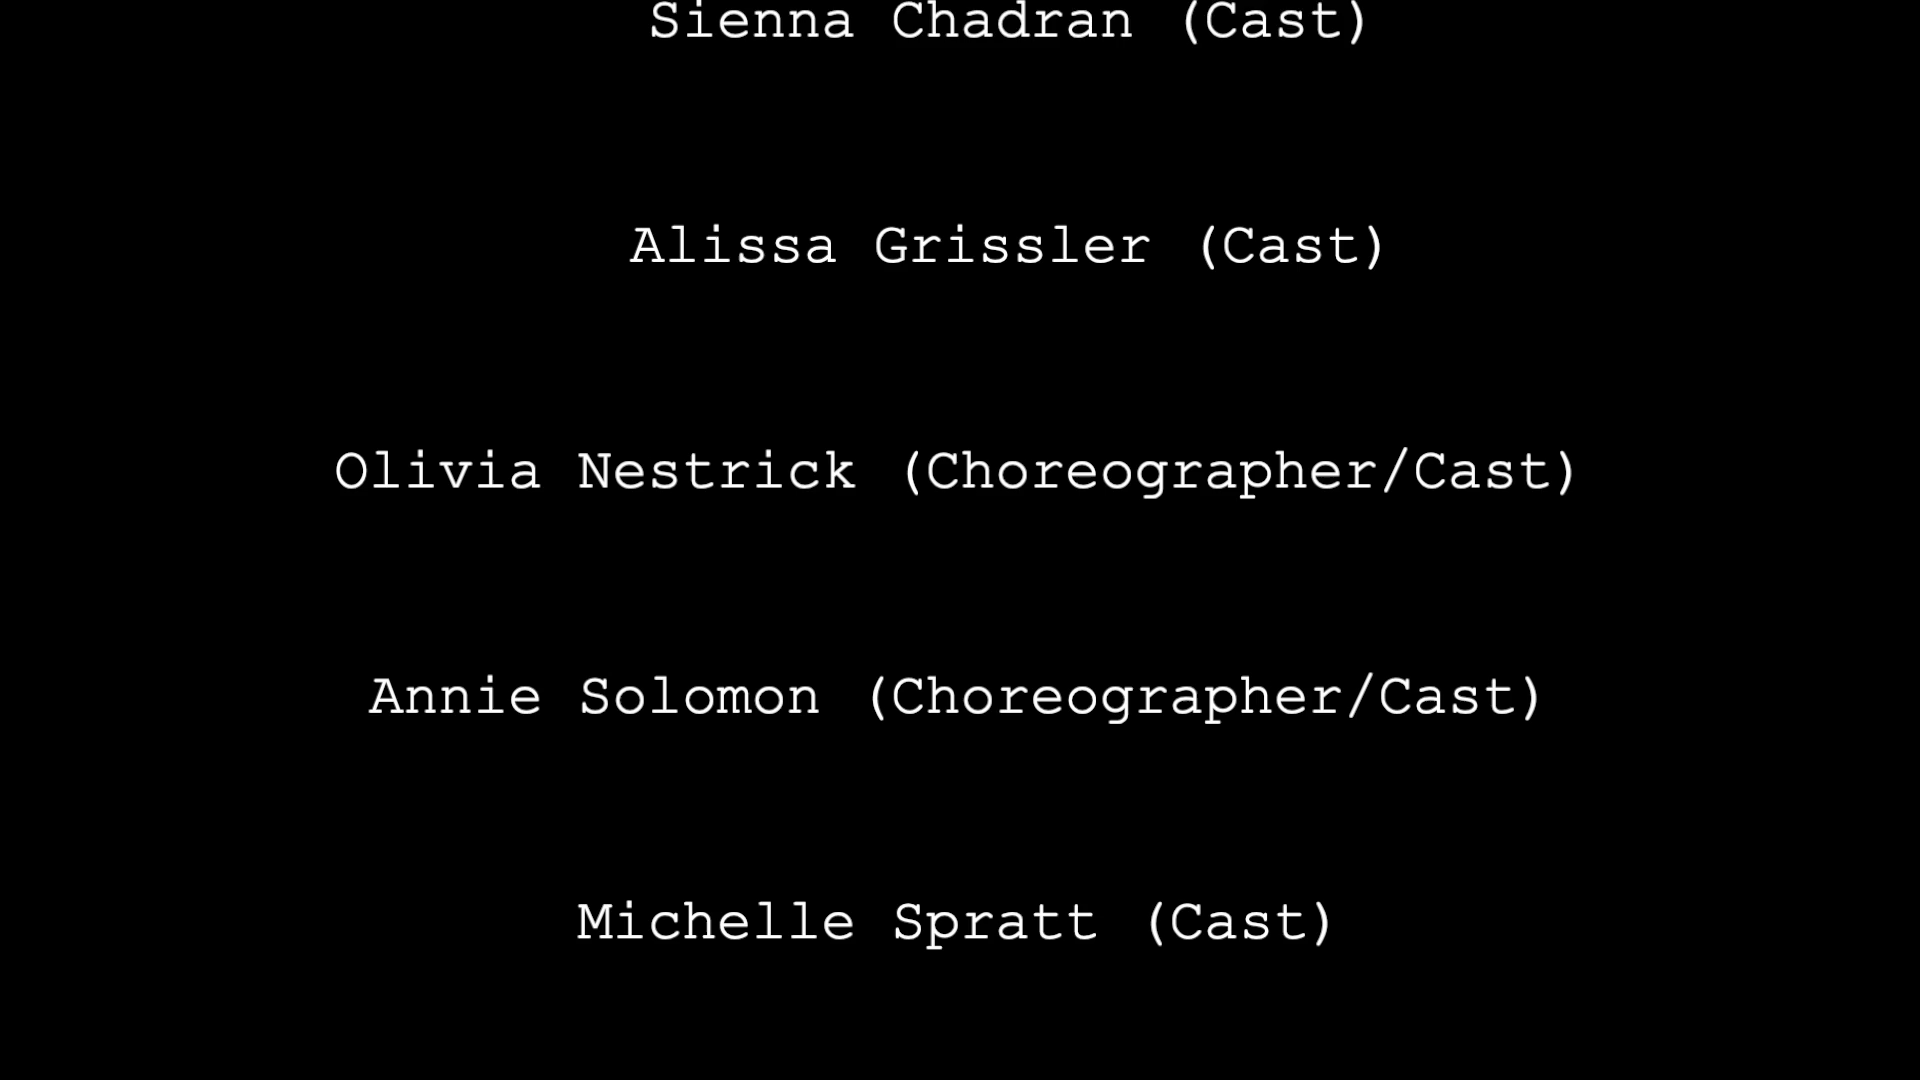 Sienna Chadran (Cast)
Alissa Grissler (Cast)
Olivia Nestrick (Choreographer/Cast)
Annie Solomon (Choreographer/Cast)
Michelle Spratt (Cast)